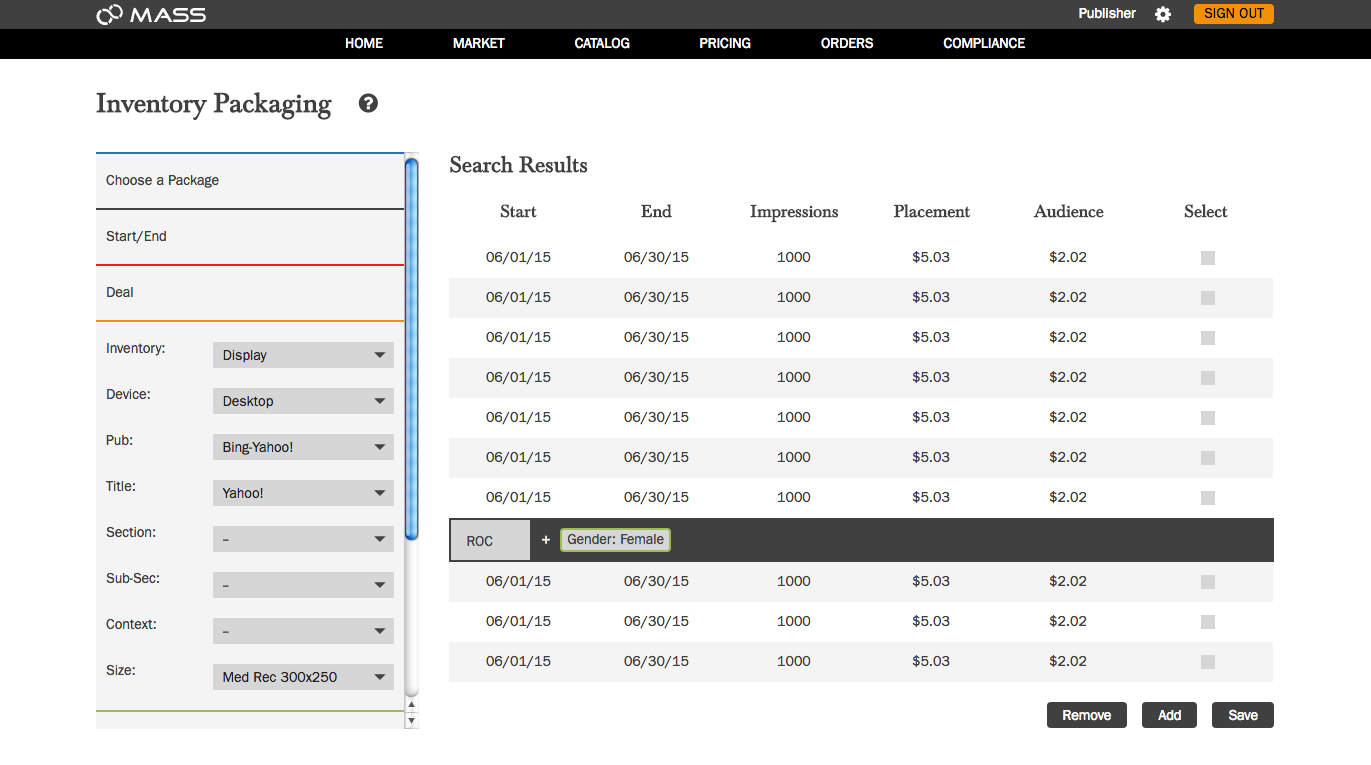 MASS
Publisher SIGN OUT
HOME MARKET CATALOG PRICING ORDERS COMPLIANCE
Inventory Packaging ?
Choose a Package
Start/End
Deal
Inventory: Display
Device: Desktop
Pub: Bing-Yahoo!
Title: Yahoo!
Section: –
Sub-Sec: –
Context: –
Size: Med Rec 300x250
Search Results
Start End Impressions Placement Audience Select
06/01/15 06/30/15 1000 $5.03 $2.02
06/01/15 06/30/15 1000 $5.03 $2.02
06/01/15 06/30/15 1000 $5.03 $2.02
06/01/15 06/30/15 1000 $5.03 $2.02
06/01/15 06/30/15 1000 $5.03 $2.02
06/01/15 06/30/15 1000 $5.03 $2.02
06/01/15 06/30/15 1000 $5.03 $2.02
ROC + Gender: Female
06/01/15 06/30/15 1000 $5.03 $2.02
06/01/15 06/30/15 1000 $5.03 $2.02
06/01/15 06/30/15 1000 $5.03 $2.02
Remove Add Save